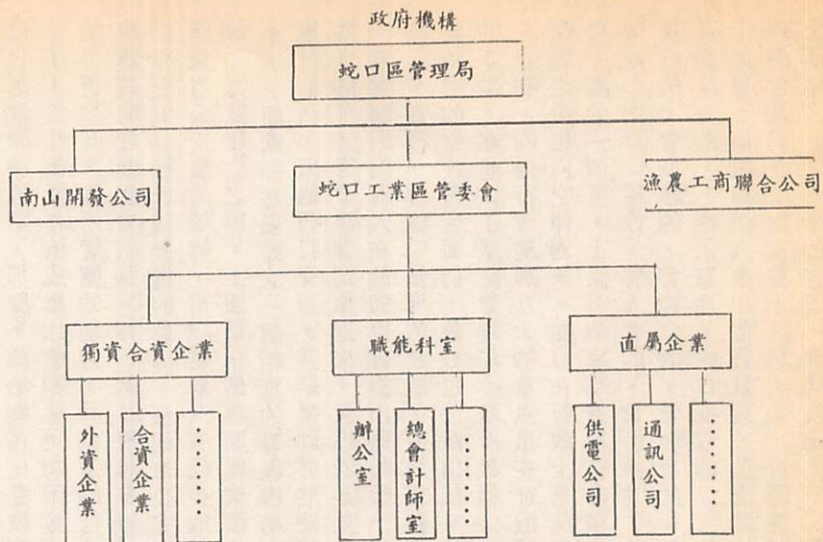 政府機構
蛇口區管理局
南山開發公司
蛇口工業區管委會
漁農工商聯合公司
獨資合資企業
職能科室
直屬企業
外資企業
合資企業
………
辦公室
總會計師室
………
供電公司
通訊公司
………